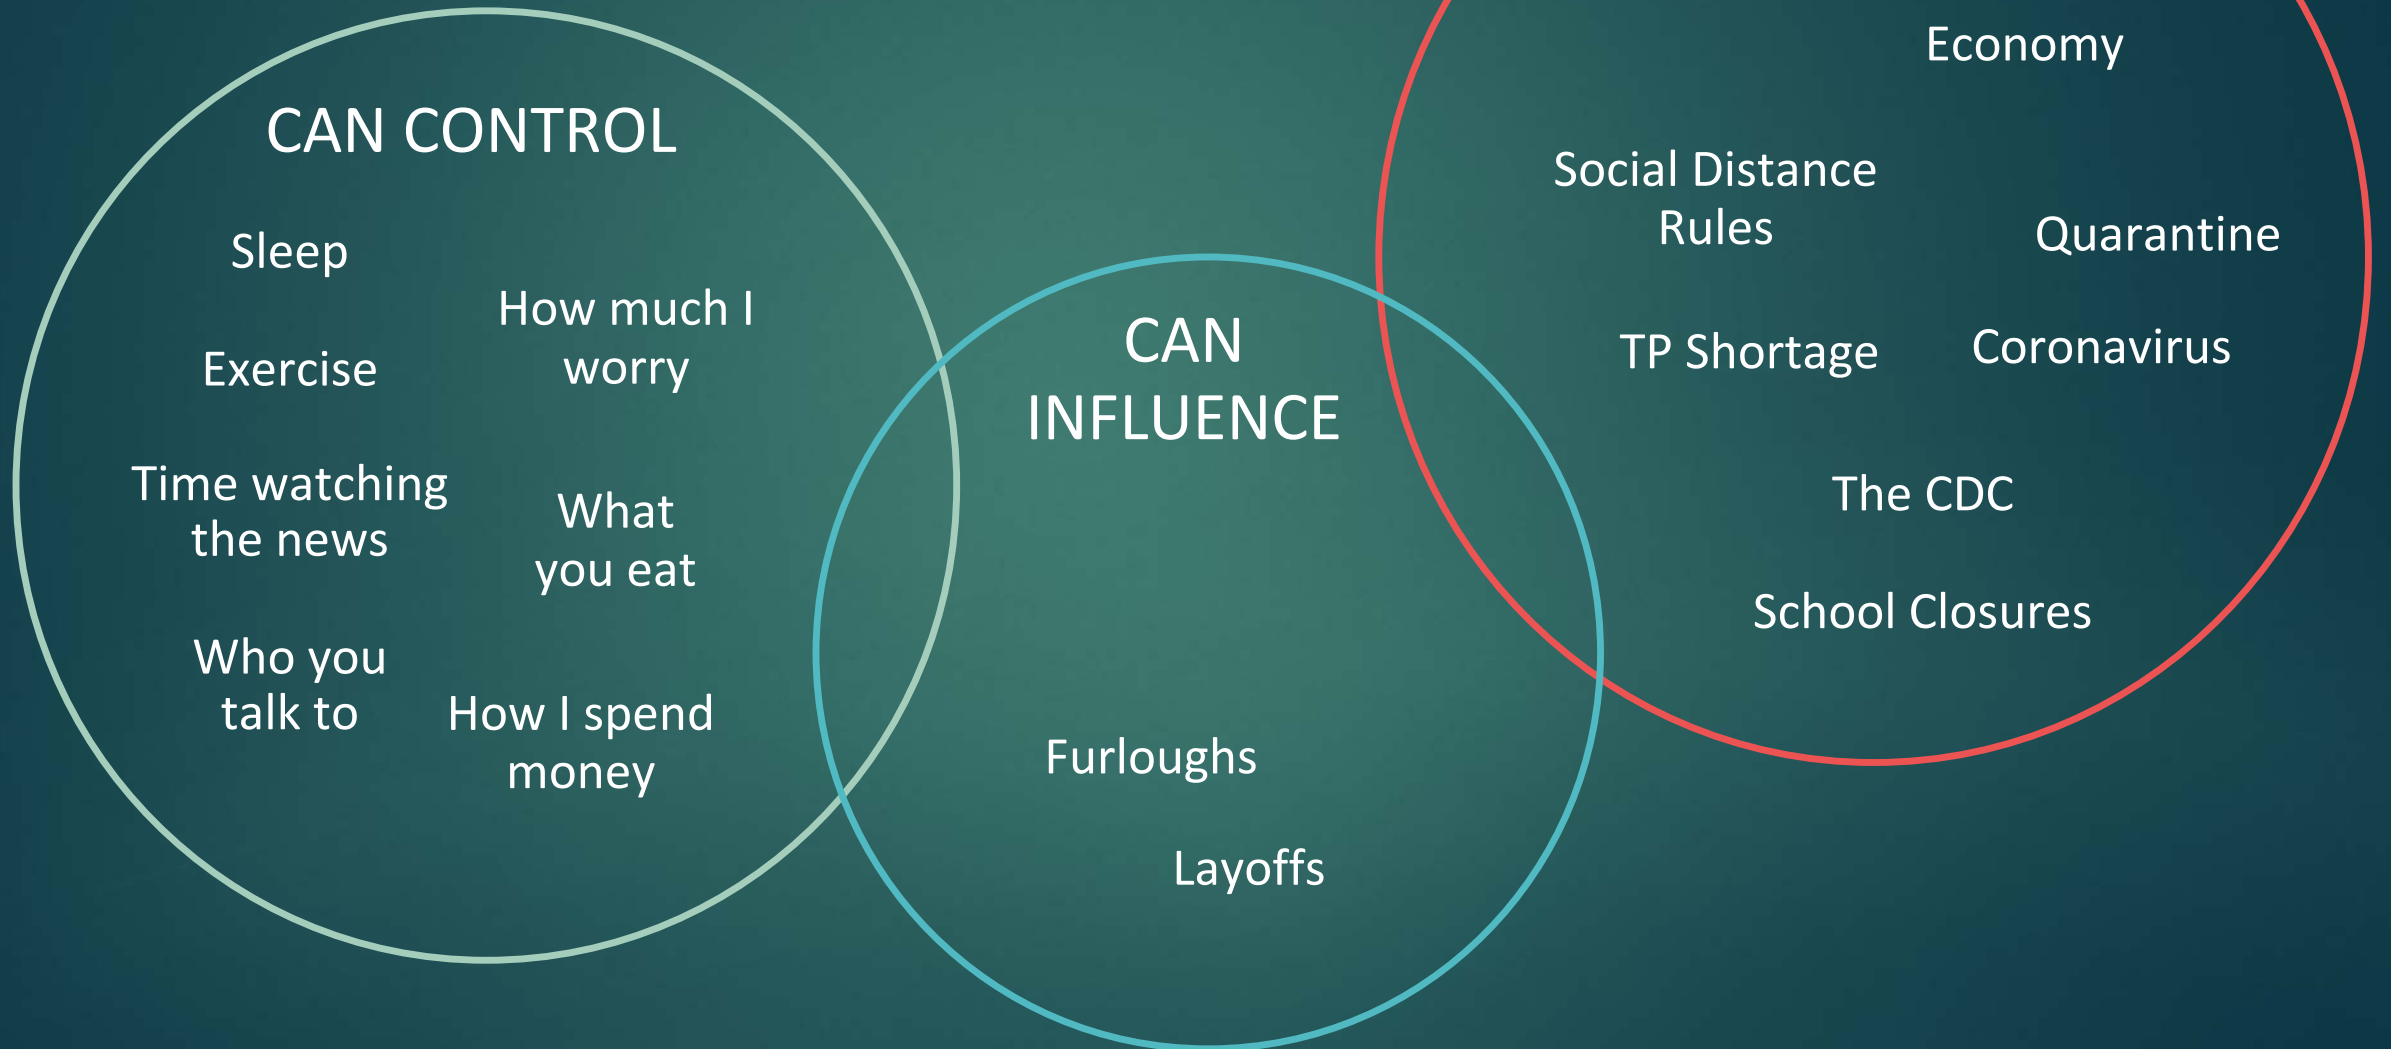 CAN CONTROL
Sleep
How much I
worry
Exercise
Time watching
the news
What
you eat
Who you
talk to
How I spend
money
CAN
INFLUENCE
Furloughs
Layoffs
Economy
Social Distance
Rules
Quarantine
TP Shortage
Coronavirus
The CDC
School Closures